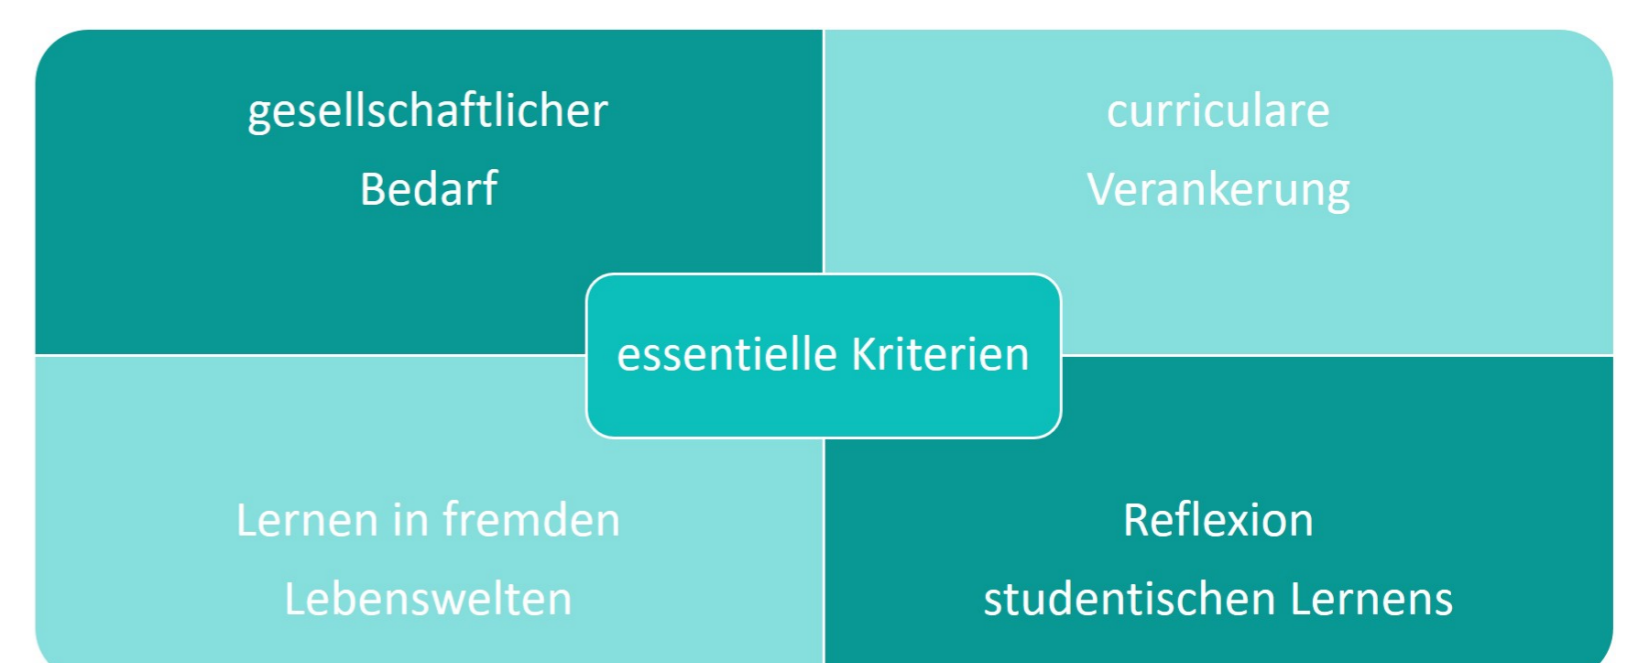 gesellschaftlicher
Bedarf
curriculare
Verankerung
essentielle Kriterien
Lernen in fremden
Lebenswelten
Reflexion
studentischen Lernens